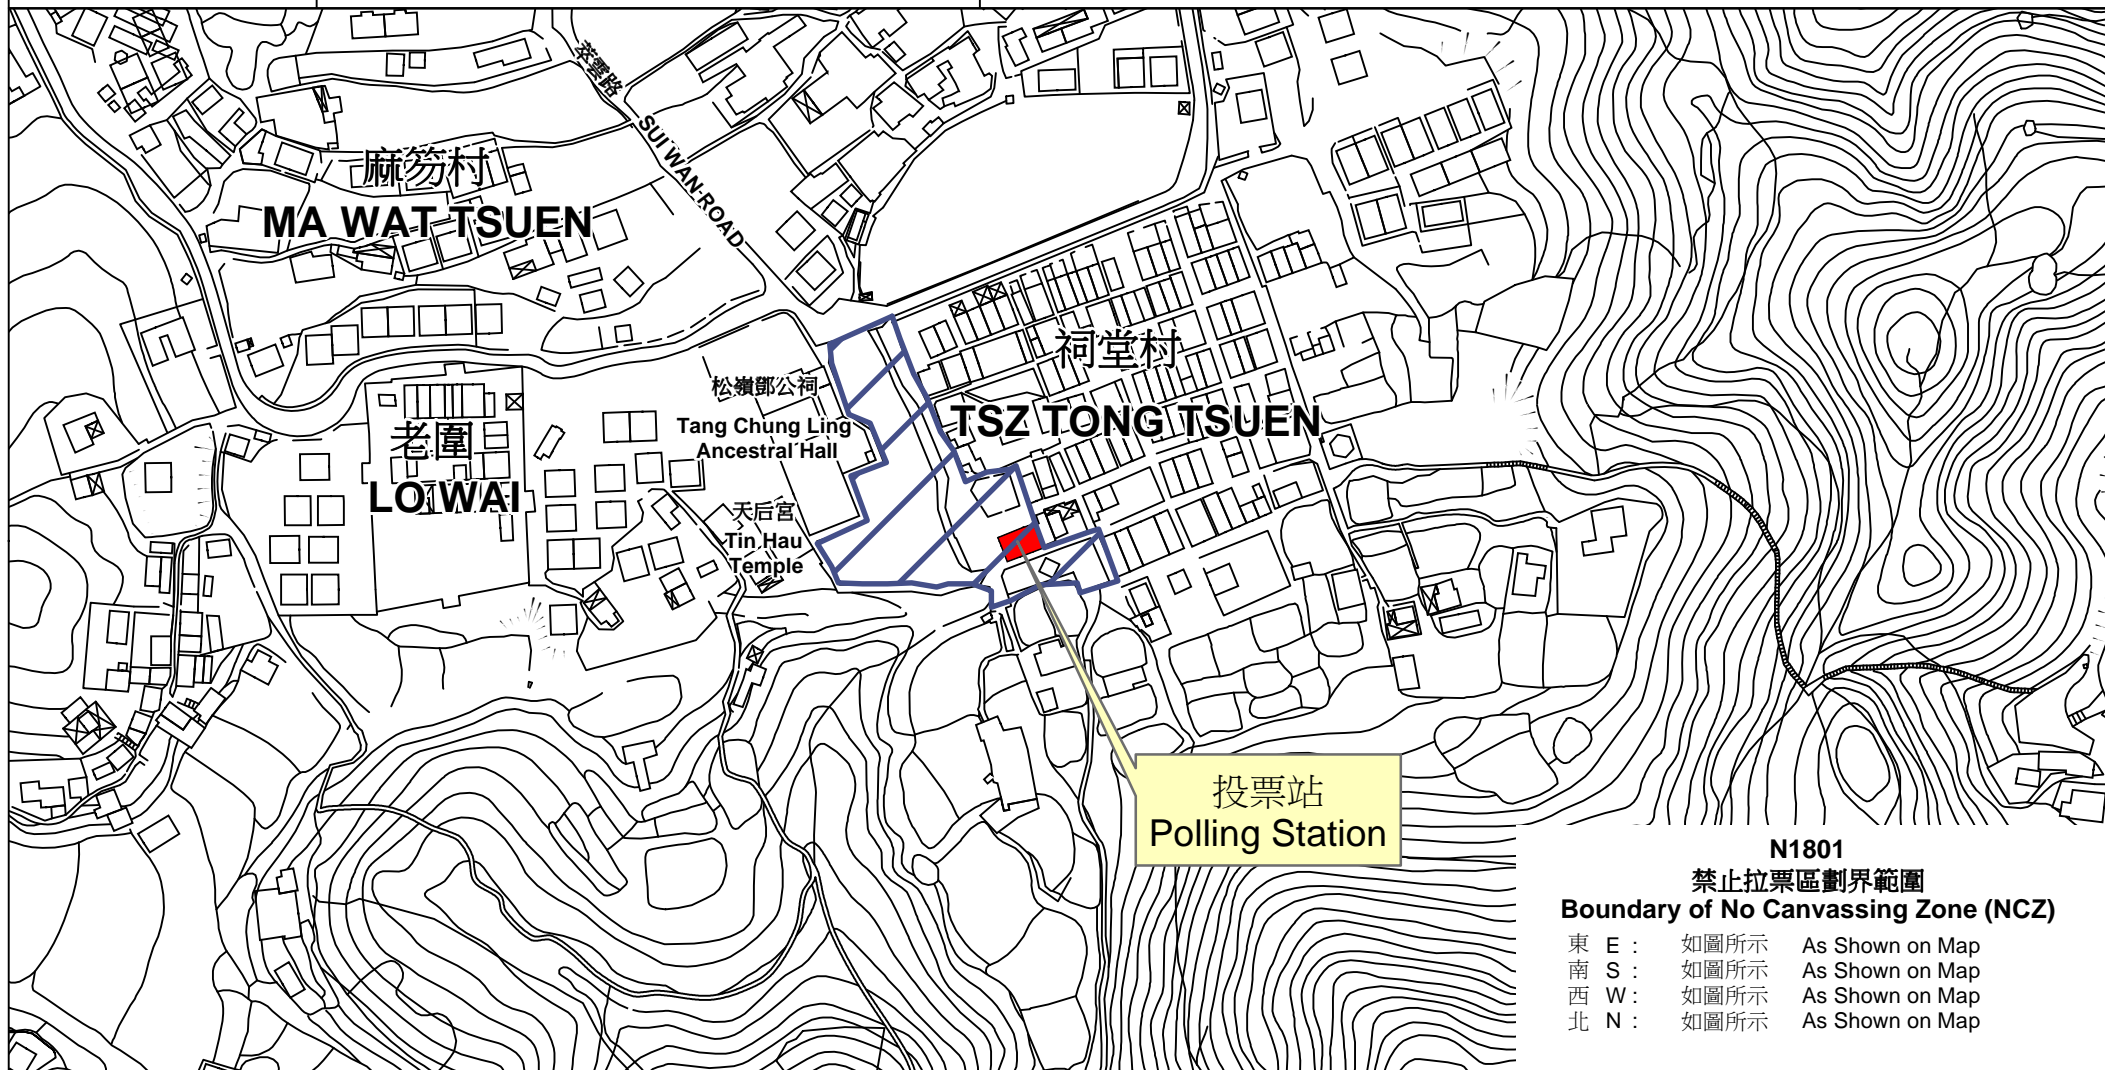 萃雲路
SUI WAN ROAD
麻笏村
MA WAT TSUEN
祠堂村
TSZ TONG TSUEN
松嶺鄧公祠
Tang Chung Ling
Ancestral Hall
老圍
LO WAI
天后宮
Tin Hau
Temple
投票站
Polling Station
N1801
禁止拉票區劃界範圍
Boundary of No Canvassing Zone (NCZ)
東 E : 如圖所示 As Shown on Map
南 S : 如圖所示 As Shown on Map
西 W : 如圖所示 As Shown on Map
北 N : 如圖所示 As Shown on Map